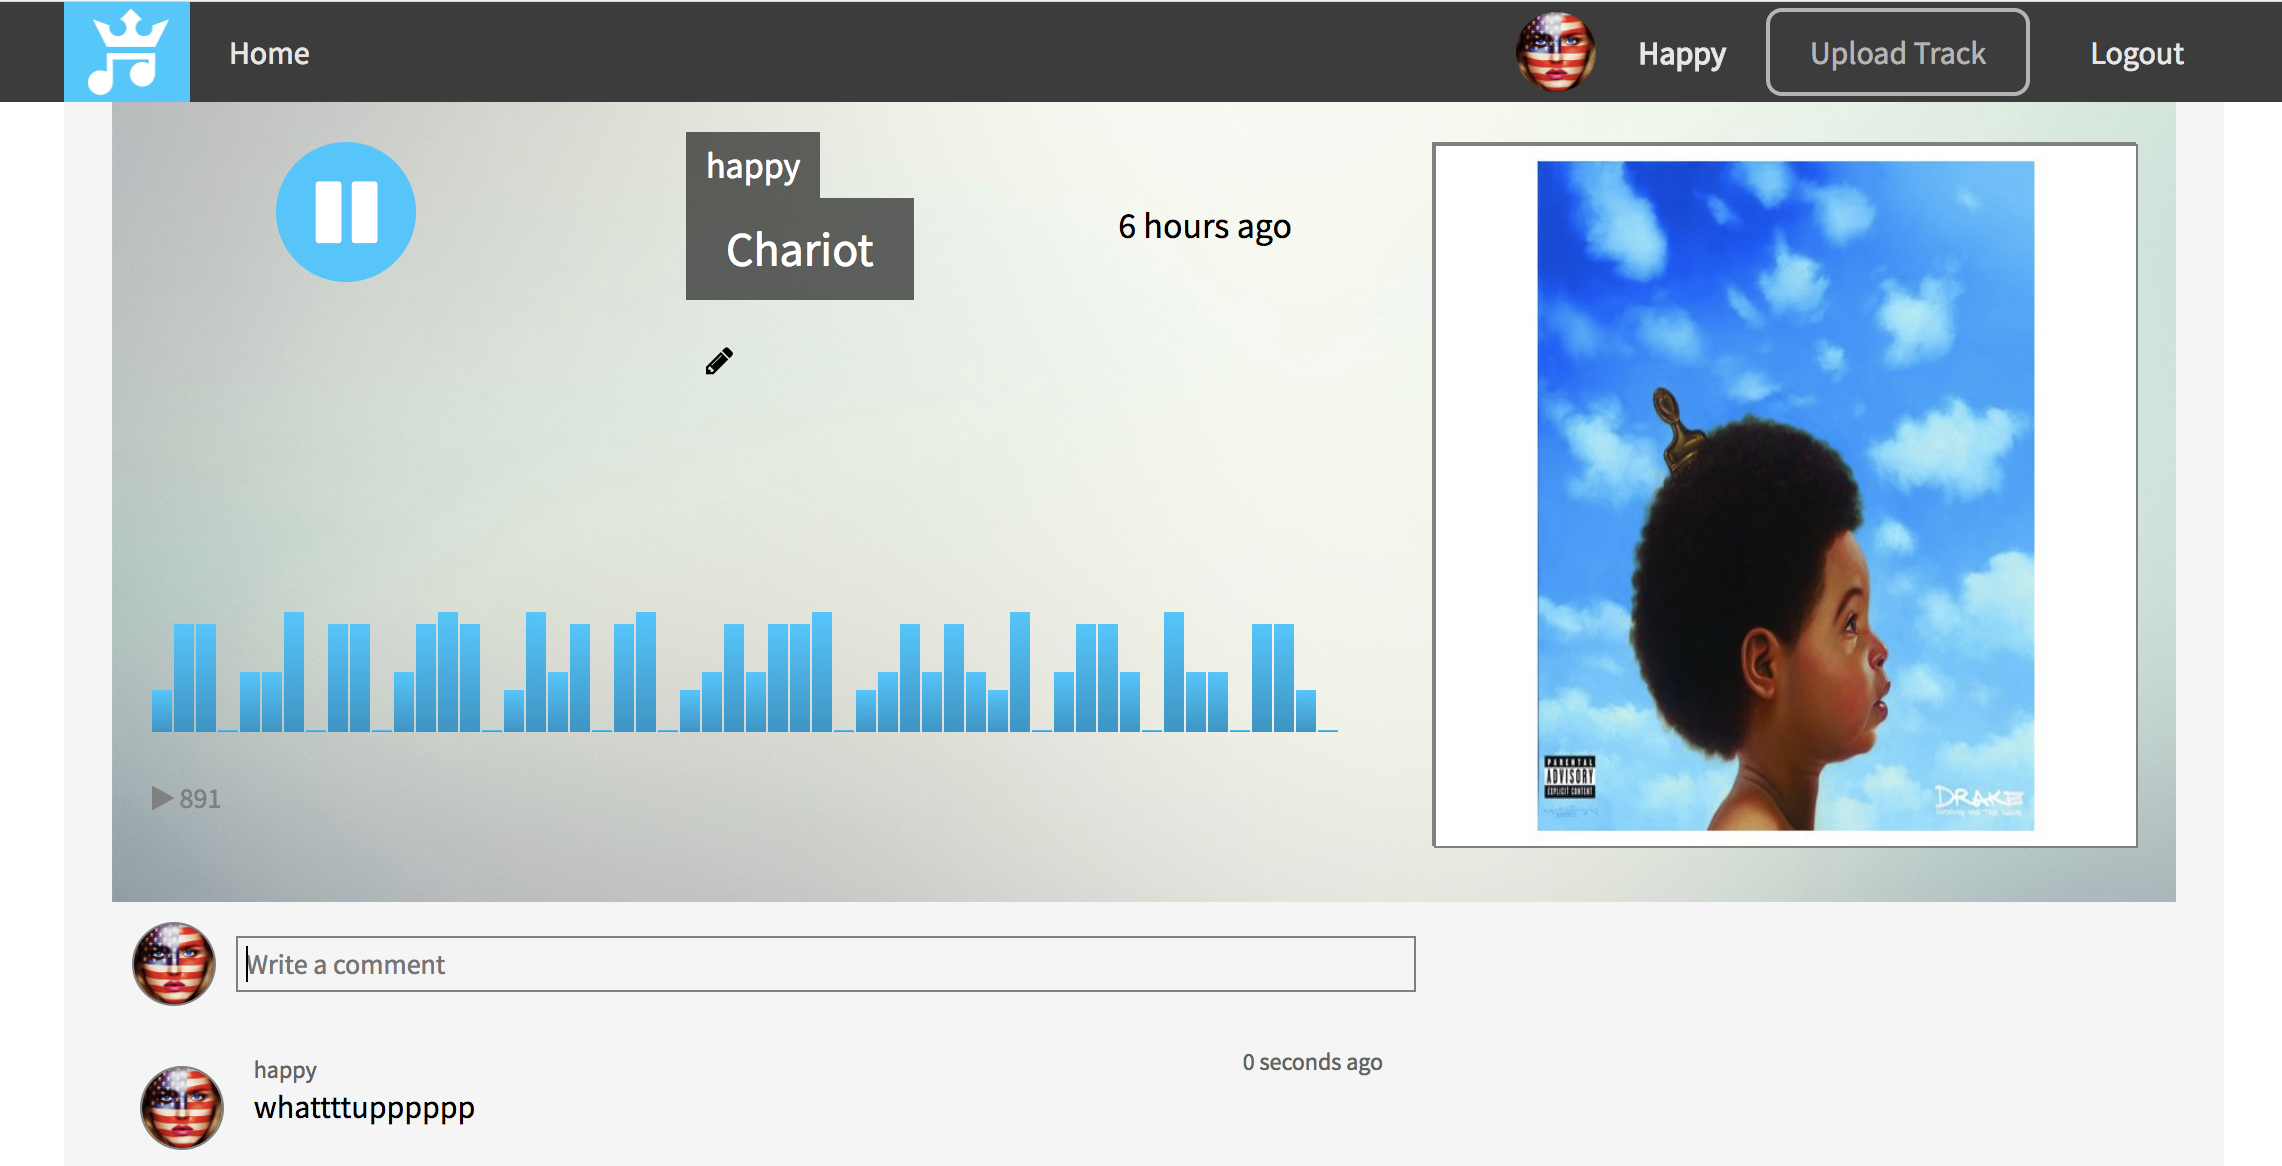 Home
Happy
Upload Track
Logout
happy
Chariot
6 hours ago
891
PARENTAL
ADVISORY
EXPLICIT CONTENT
DRAKE
Write a comment
happy
0 seconds ago
whattttupppppp